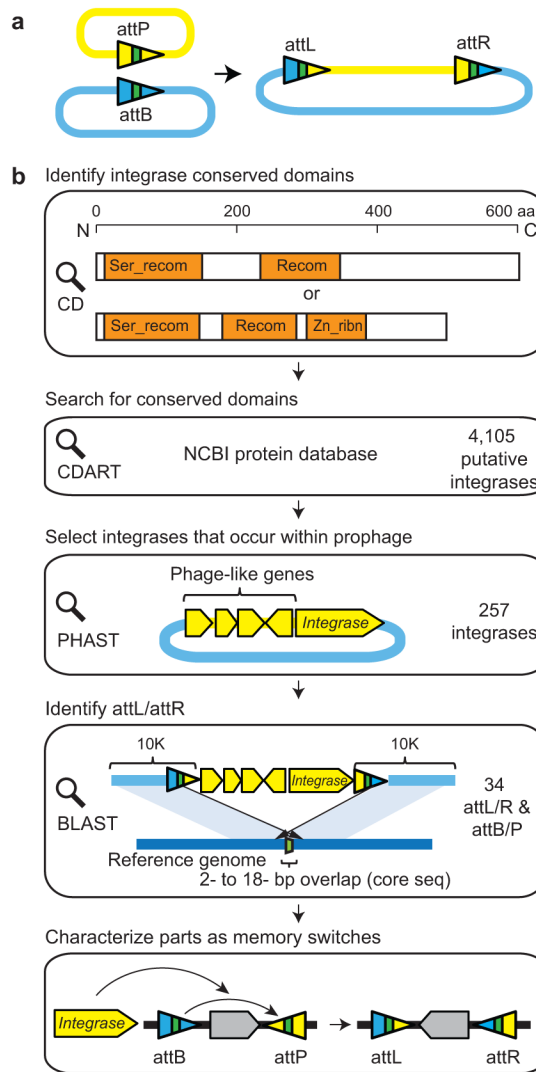 a
attP
attB
attL
attR
b
Identify integrase conserved domains
0 200 400 600 aa
N C
CD
Ser_recom Recom
or
Ser_recom Recom Zn_ribn
Search for conserved domains
CDART
NCBI protein database
4,105
putative
integrases
Select integrases that occur within prophage
Phage-like genes
PHAST
Integrase
257
integrases
Identify attL/attR
10K 10K
BLAST
Integrase
34
attL/R &
attB/P
Reference genome
2- to 18- bp overlap (core seq)
Characterize parts as memory switches
Integrase
attB attP attL attR